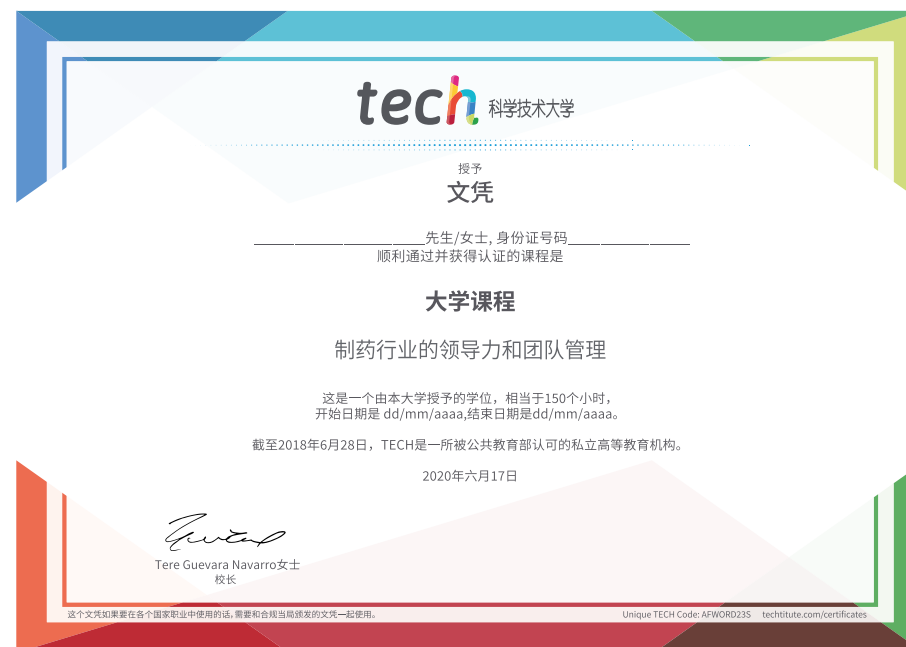 tech 科学技术大学
授予
文凭
______________________先生/女士, 身份证号码________________
顺利通过并获得认证的课程是
大学课程
制药行业的领导力和团队管理
这是一个由本大学授予的学位，相当于150个小时，
开始日期是 dd/mm/aaaa,结束日期是dd/mm/aaaa。
截至2018年6月28日，TECH是一所被公共教育部认可的私立高等教育机构。
2020年六月17日
Tere Guevara Navarro女士
校长
这个文凭如果要在各个国家职业中使用的话,需要和合规当局颁发的文凭一起使用。
Unique TECH Code: AFWORD23S techtitute.com/certificates